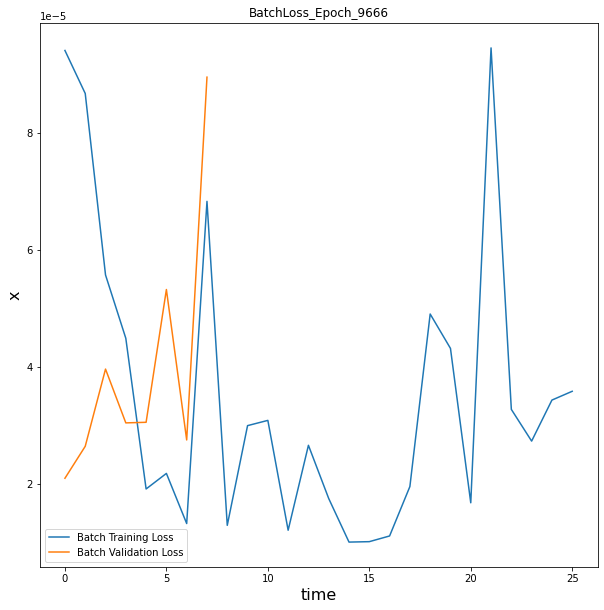 BatchLoss_Epoch_9666
1e−5
8
6
4
2
x
Batch Training Loss
Batch Validation Loss
0 5 10 15 20 25
time